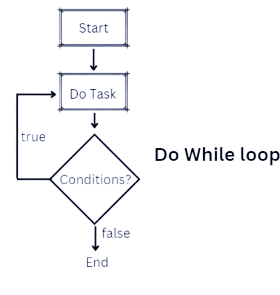 Start
Do Task
true
Do While loop
Conditions?
false
End